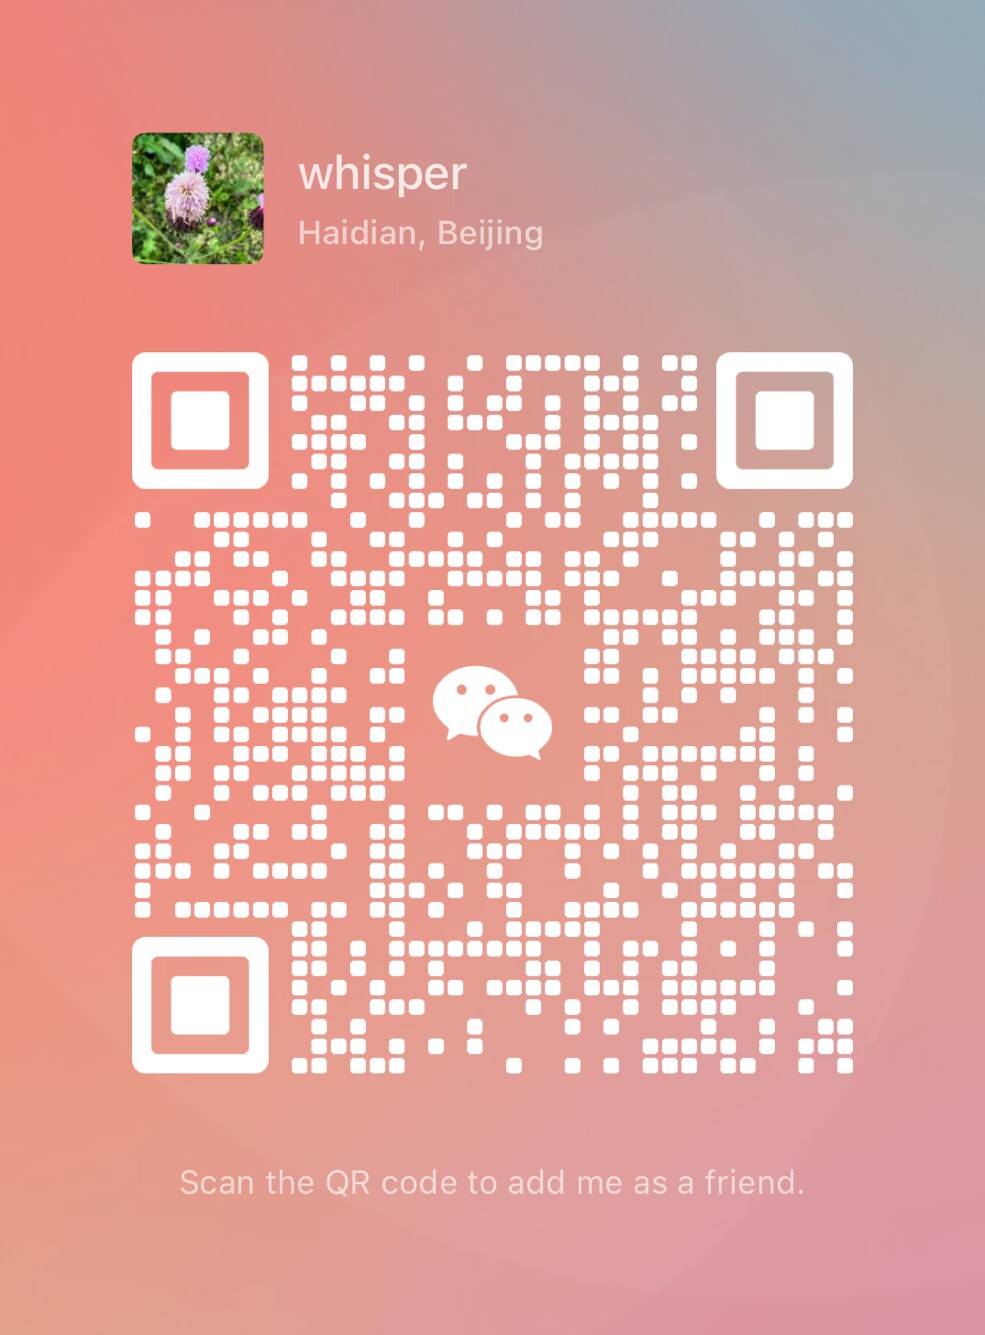 whisper
Haidian, Beijing
Scan the QR code to add me as a friend.